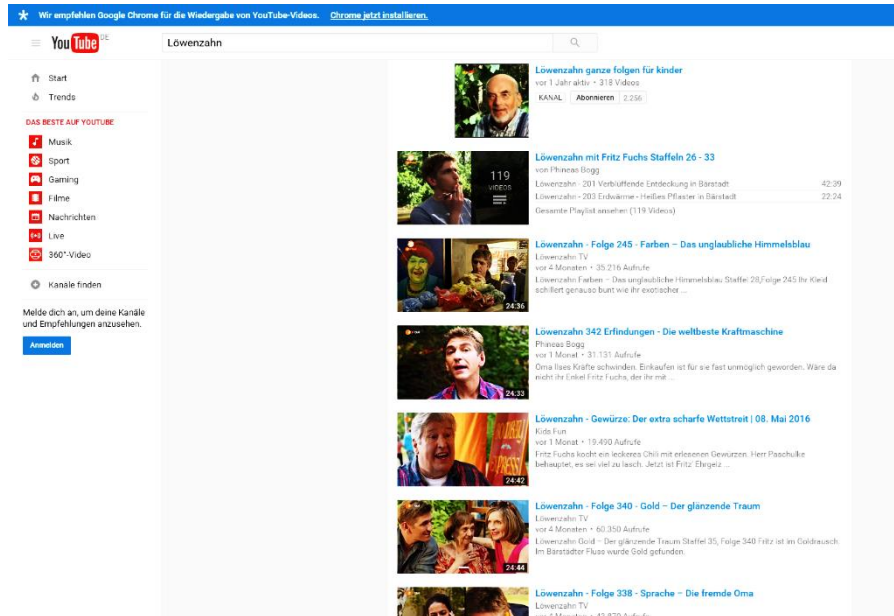 Wir empfehlen Google Chrome für die Wiedergabe von YouTube-Videos. Chrome jetzt installieren.
YouTube DE
Löwenzahn
Start
Trends
DAS BESTE AUF YOUTUBE
Musik
Sport
Gaming
Filme
Nachrichten
Live
360°-Video
Kanäle finden
Melde dich an, um deine Kanäle
und Empfehlungen anzusehen.
Anmelden
Löwenzahn ganze folgen für kinder
vor 1 Jahr aktiv • 318 Videos
KANAL Abonnieren 2.256
119
VIDEOS
Löwenzahn mit Fritz Fuchs Staffeln 26 - 33
von Phineas Bogg
Löwenzahn - 201 Verblüffende Entdeckung in Bärstadt 42:39
Löwenzahn - 203 Erdwärme - Heißes Pflaster in Bärstadt 22:24
Gesamte Playlist ansehen (119 Videos)
24:36
Löwenzahn - Folge 245 - Farben – Das unglaubliche Himmelsblau
Löwenzahn TV
vor 4 Monaten • 35.216 Aufrufe
Löwenzahn Farben – Das unglaubliche Himmelsblau Staffel 28,Folge 245 Ihr Kleid
schillert genauso bunt wie ihr exotischer ...
24:33
Löwenzahn 342 Erfindungen - Die weltbeste Kraftmaschine
Phineas Bogg
vor 1 Monat • 31.131 Aufrufe
Oma Ilses Kräfte schwinden. Einkaufen ist für sie fast unmöglich geworden. Wäre da
nicht ihr Enkel Fritz Fuchs, der ihr mit ...
24:42
Löwenzahn - Gewürze: Der extra scharfe Wettstreit | 08. Mai 2016
Kids Fun
vor 1 Monat • 19.490 Aufrufe
Fritz Fuchs kocht ein leckeres Chili mit erlesenen Gewürzen. Herr Paschulke
behauptet, es sei viel zu lasch. Jetzt ist Fritz' Ehrgeiz ...
24:44
Löwenzahn - Folge 340 - Gold – Der glänzende Traum
Löwenzahn TV
vor 4 Monaten • 60.350 Aufrufe
Löwenzahn Gold – Der glänzende Traum Staffel 35, Folge 340 Fritz ist im Goldrausch.
Im Bärstädter Fluss wurde Gold gefunden.
Löwenzahn - Folge 338 - Sprache – Die fremde Oma
Löwenzahn TV